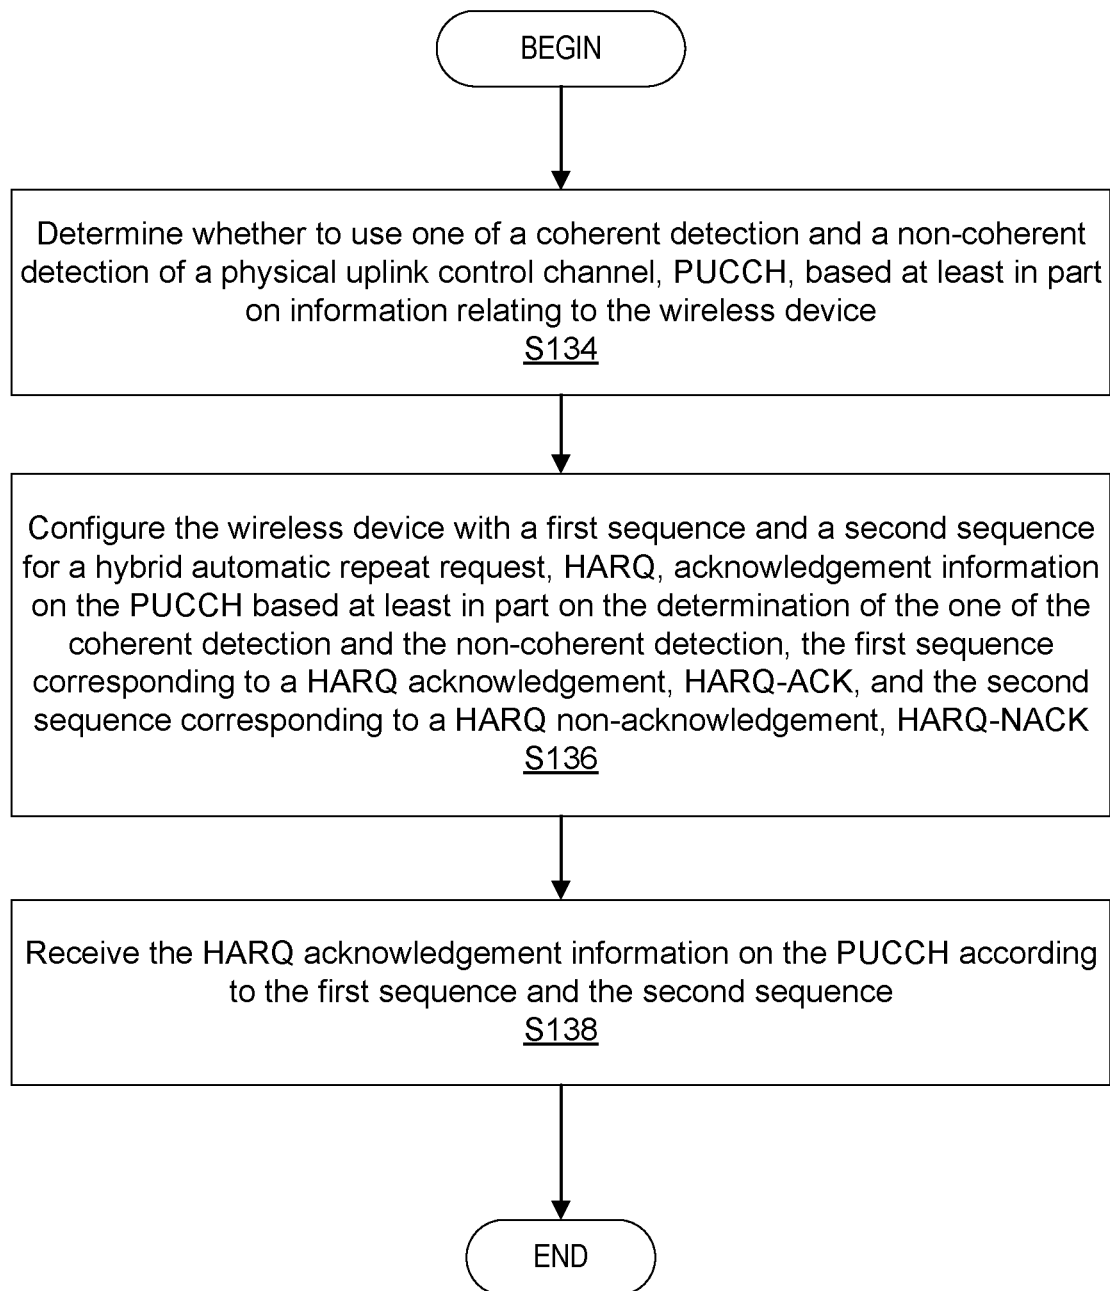 BEGIN
Determine whether to use one of a coherent detection and a non-coherent
detection of a physical uplink control channel, PUCCH, based at least in part
on information relating to the wireless device
S134
Configure the wireless device with a first sequence and a second sequence
for a hybrid automatic repeat request, HARQ, acknowledgement information
on the PUCCH based at least in part on the determination of the one of the
coherent detection and the non-coherent detection, the first sequence
corresponding to a HARQ acknowledgement, HARQ-ACK, and the second
sequence corresponding to a HARQ non-acknowledgement, HARQ-NACK
S136
Receive the HARQ acknowledgement information on the PUCCH according
to the first sequence and the second sequence
S138
END